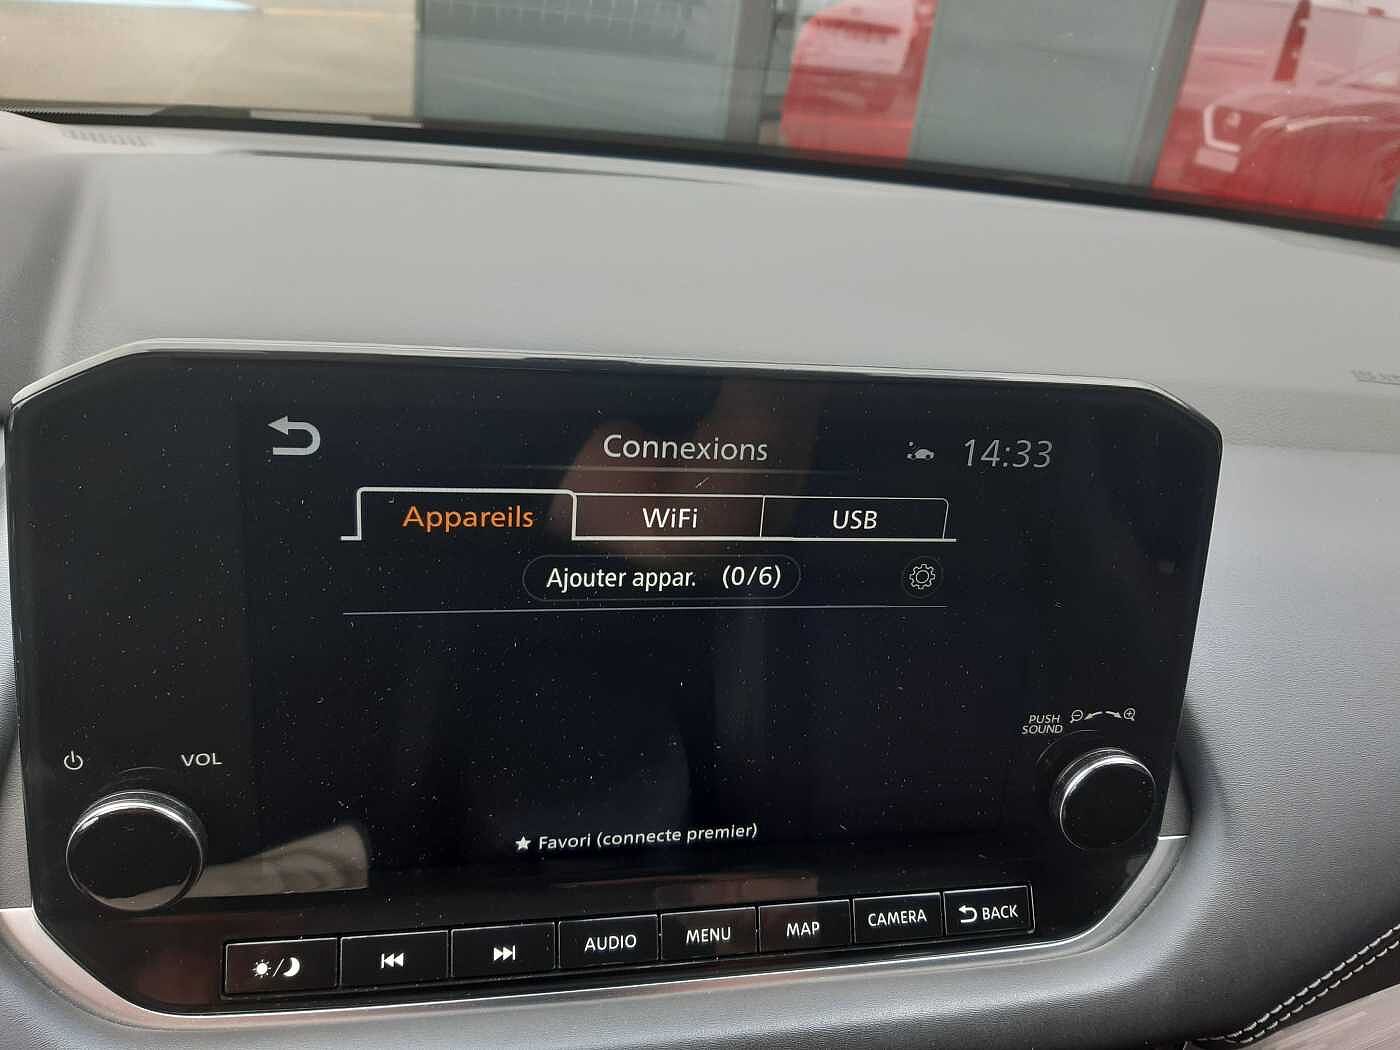 Connexions
14:33
Appareils
WiFi
USB
Ajouter appar. (0/6)
PUSH
SOUND
VOL
★ Favori (connecte premier)
AUDIO
MENU
MAP
CAMERA
BACK